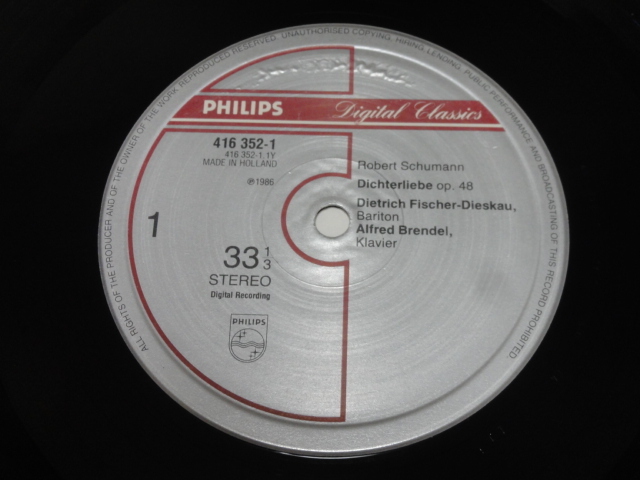 ALL RIGHTS OF THE PRODUCER AND OF THE OWNER OF THE WORK REPRODUCED RESERVED. UNAUTHORISED COPYING, HIRING, LENDING, PUBLIC PERFORMANCE AND BROADCASTING OF THIS RECORD PROHIBITED.
PHILIPS Digital Classics
416 352-1
416 352-1 1Y
MADE IN HOLLAND
℗1986
1
33 1/3
STEREO
Digital Recording
PHILIPS
Robert Schumann
Dichterliebe op. 48
Dietrich Fischer-Dieskau,
Bariton
Alfred Brendel,
Klavier